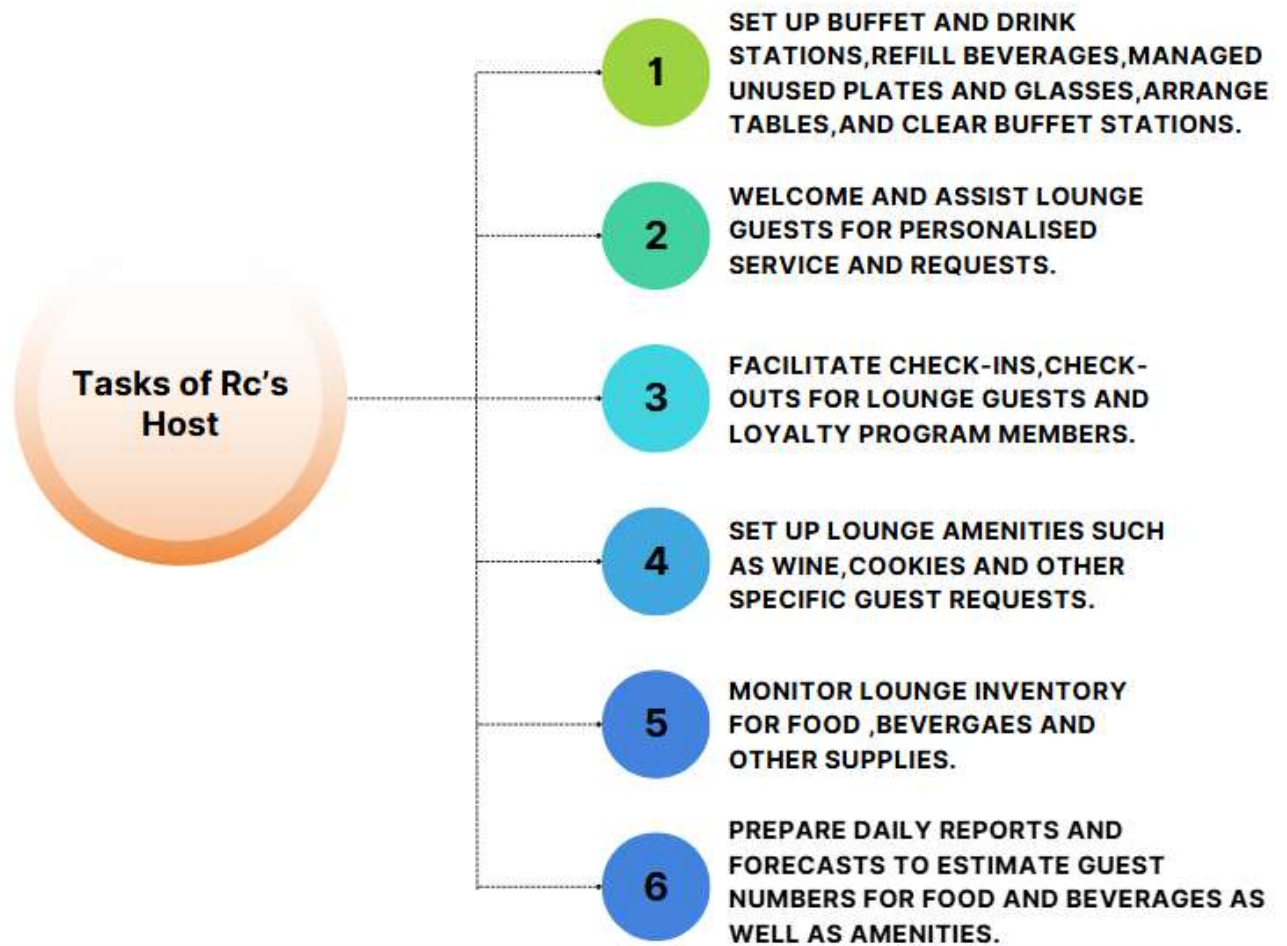 Tasks of Rc's
Host
1
SET UP BUFFET AND DRINK
STATIONS,REFILL BEVERAGES,MANAGED
UNUSED PLATES AND GLASSES,ARRANGE
TABLES,AND CLEAR BUFFET STATIONS.
2
WELCOME AND ASSIST LOUNGE
GUESTS FOR PERSONALISED
SERVICE AND REQUESTS.
3
FACILITATE CHECK-INS,CHECK-
OUTS FOR LOUNGE GUESTS AND
LOYALTY PROGRAM MEMBERS.
4
SET UP LOUNGE AMENITIES SUCH
AS WINE,COOKIES AND OTHER
SPECIFIC GUEST REQUESTS.
5
MONITOR LOUNGE INVENTORY
FOR FOOD ,BEVERGAES AND
OTHER SUPPLIES.
6
PREPARE DAILY REPORTS AND
FORECASTS TO ESTIMATE GUEST
NUMBERS FOR FOOD AND BEVERAGES AS
WELL AS AMENITIES.